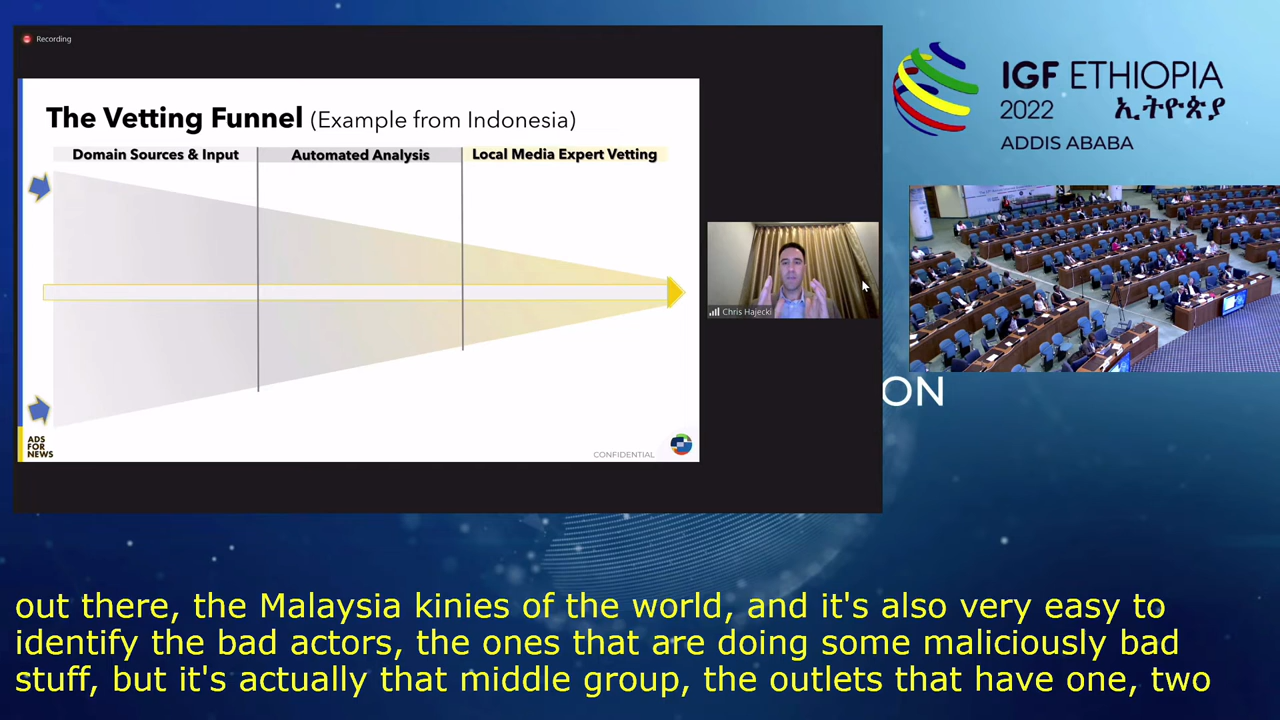 Recording
The Vetting Funnel (Example from Indonesia)
Domain Sources & Input
Automated Analysis
Local Media Expert Vetting
ADS
FOR
NEWS
CONFIDENTIAL
Chris Hajecki
IGF ETHIOPIA
2022 ኢትዮጵያ
ADDIS ABABA
ON
out there, the Malaysia kinies of the world, and it's also very easy to
identify the bad actors, the ones that are doing some maliciously bad
stuff, but it's actually that middle group, the outlets that have one, two